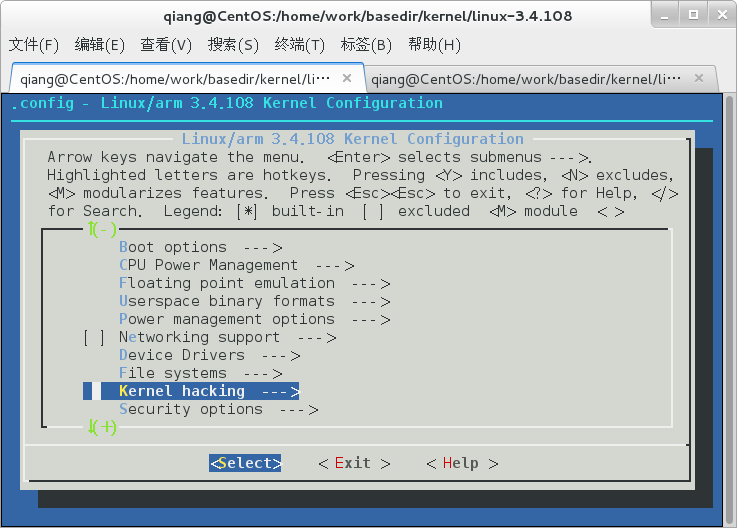 qiang@CentOS:/home/work/basedir/kernel/linux-3.4.108
文件(F) 编辑(E) 查看(V) 搜索(S) 终端(T) 标签(B) 帮助(H)
qiang@CentOS:/home/work/basedir/kernel/li··· × qiang@CentOS:/home/work/basedir/kernel/li··· ×
.config - Linux/arm 3.4.108 Kernel Configuration
Linux/arm 3.4.108 Kernel Configuration
Arrow keys navigate the menu. <Enter> selects submenus --->.
Highlighted letters are hotkeys. Pressing <Y> includes, <N> excludes,
<M> modularizes features. Press <Esc><Esc> to exit, <?> for Help, </>
for Search. Legend: [*] built-in [ ] excluded <M> module < >
↑(-)
Boot options --->
CPU Power Management --->
Floating point emulation --->
Userspace binary formats --->
Power management options --->
[ ] Networking support --->
Device Drivers --->
File systems --->
Kernel hacking --->
Security options --->
↓(+)
<Select> < Exit > < Help >